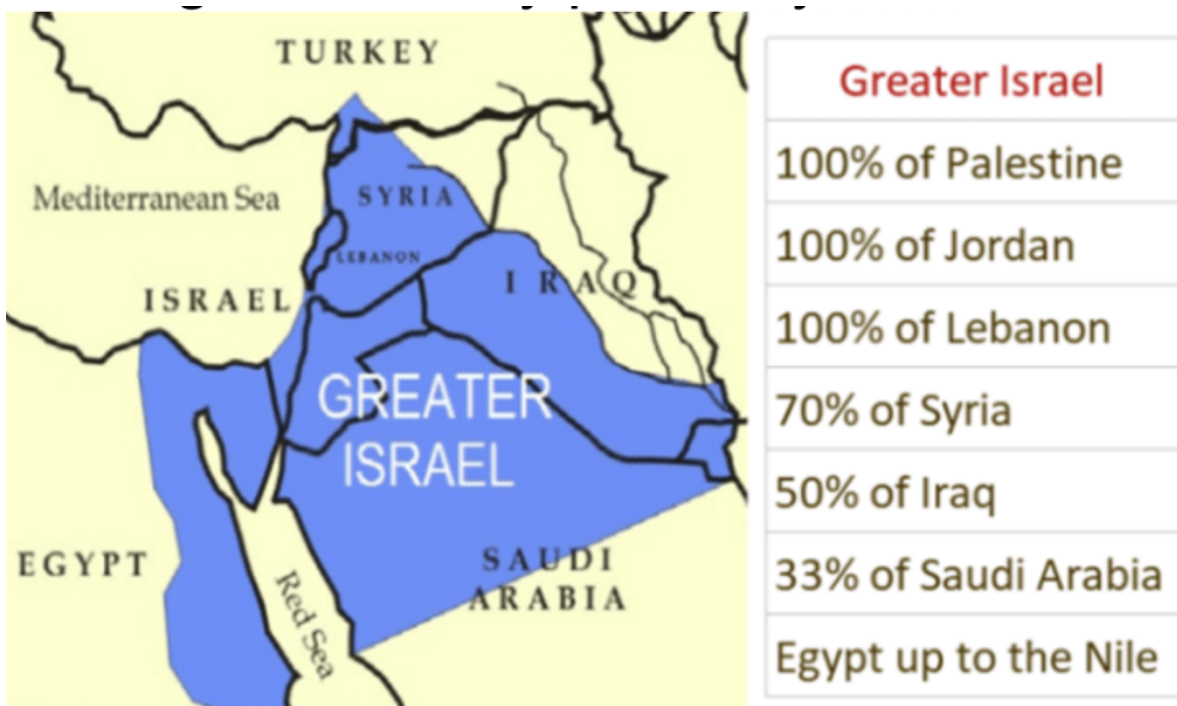 TURKEY
Mediterranean Sea
SYRIA
LEBANON
ISRAEL
IRAQ
GREATER
ISRAEL
EGYPT
Red Sea
SAUDI
ARABIA
Greater Israel
100% of Palestine
100% of Jordan
100% of Lebanon
70% of Syria
50% of Iraq
33% of Saudi Arabia
Egypt up to the Nile